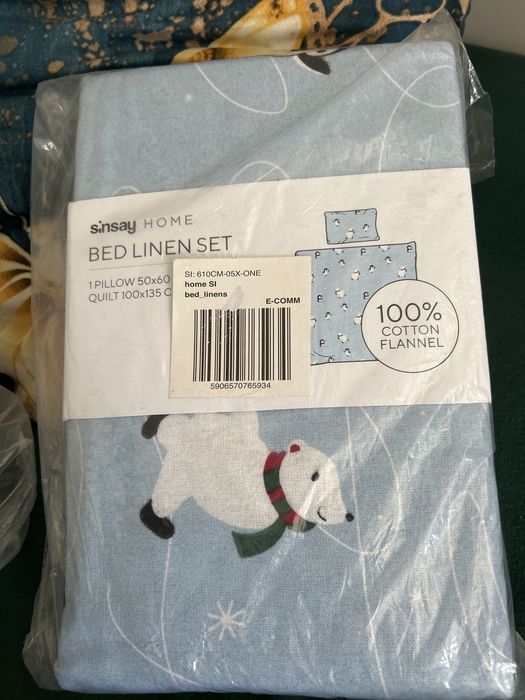 sinsay HOME
BED LINEN SET
1 PILLOW 50x60
QUILT 100x135 C
SI: 610CM-05X-ONE
home SI
bed_linens
E-COMM
5906570765934
100%
COTTON
FLANNEL